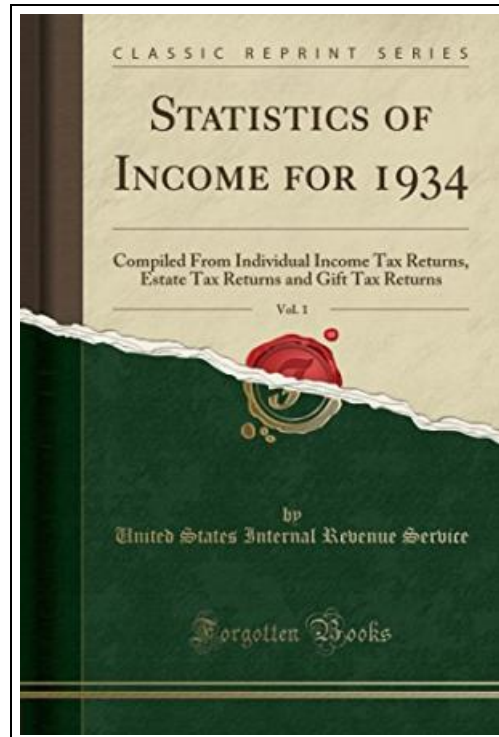 CLASSIC REPRINT SERIES
STATISTICS OF
INCOME FOR 1934
Compiled From Individual Income Tax Returns,
Estate Tax Returns and Gift Tax Returns
Vol. 1
by
United States Internal Revenue Service
Forgotten Books